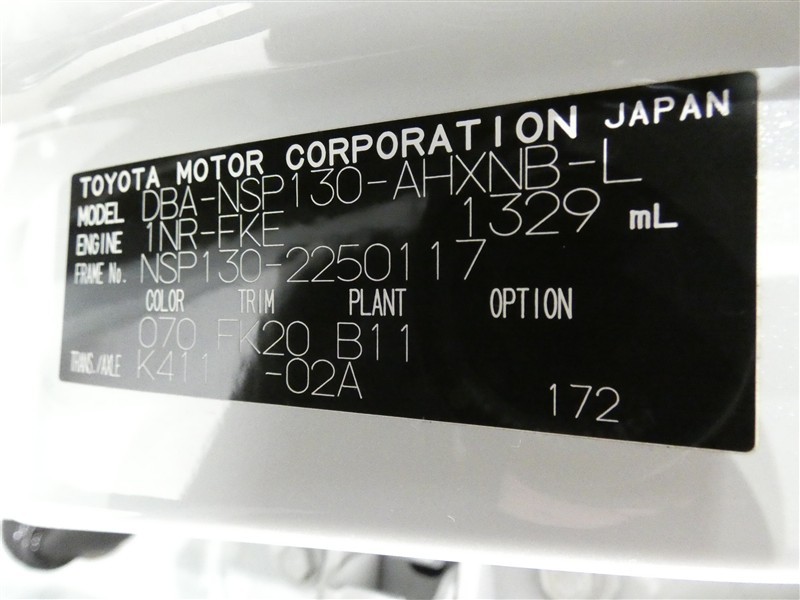 TOYOTA MOTOR CORPORATION JAPAN
MODEL DBA-NSP130-AHXNB-L
ENGINE 1NR-FKE 1329 mL
FRAME No. NSP130-2250117
COLOR TRIM PLANT OPTION
070 FK20 B11
TRANS./AXLE K411 -02A
172